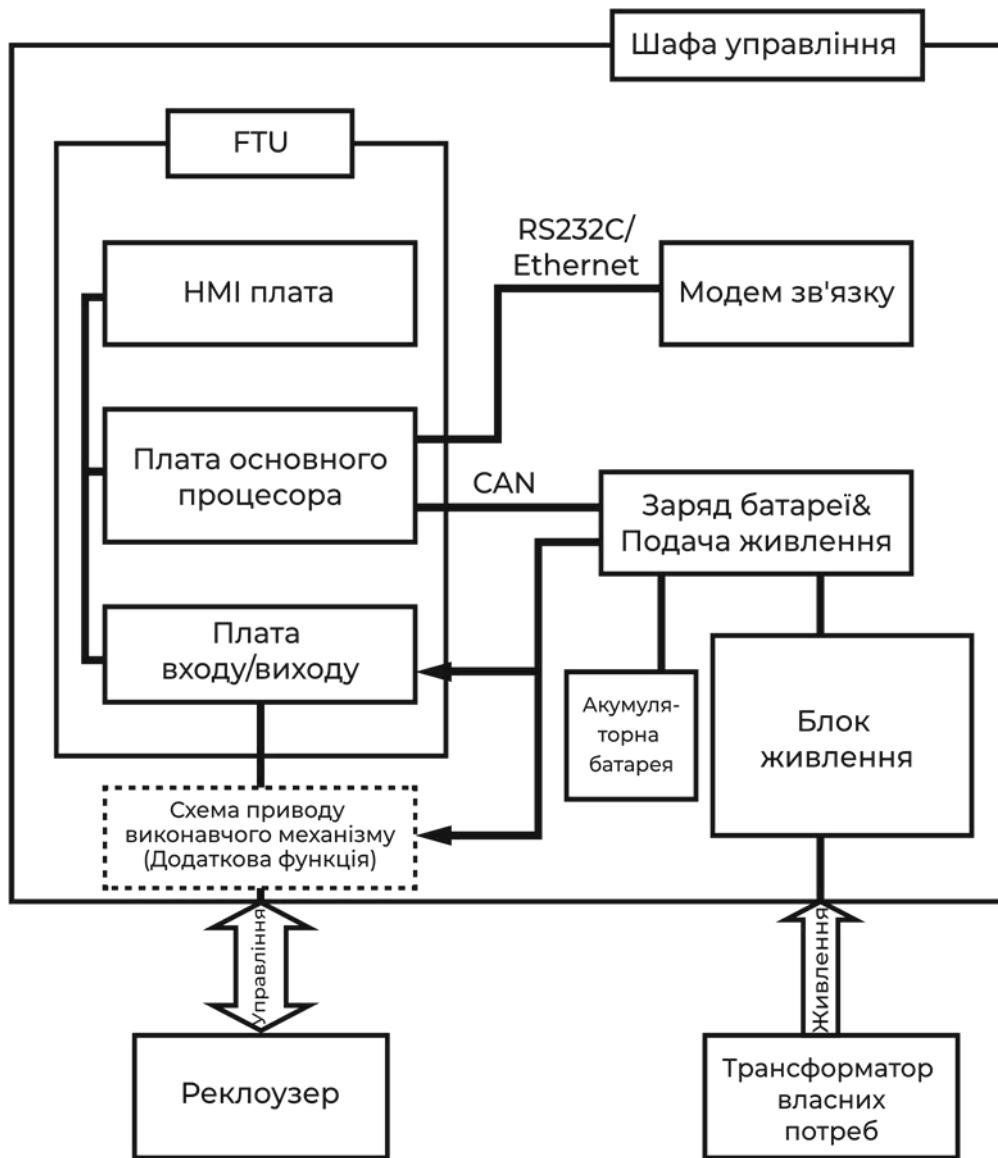 Шафа управління
FTU
RS232C/
Ethernet
HMI плата
Модем зв'язку
Плата основного
процесора
CAN
Заряд батареї&
Подача живлення
Плата
входу/виходу
Акумуля-
торна
батарея
Блок
живлення
Схема приводу
виконавчого механізму
(Додаткова функція)
Управління
Живлення
Реклоузер
Трансформатор
власних
потреб